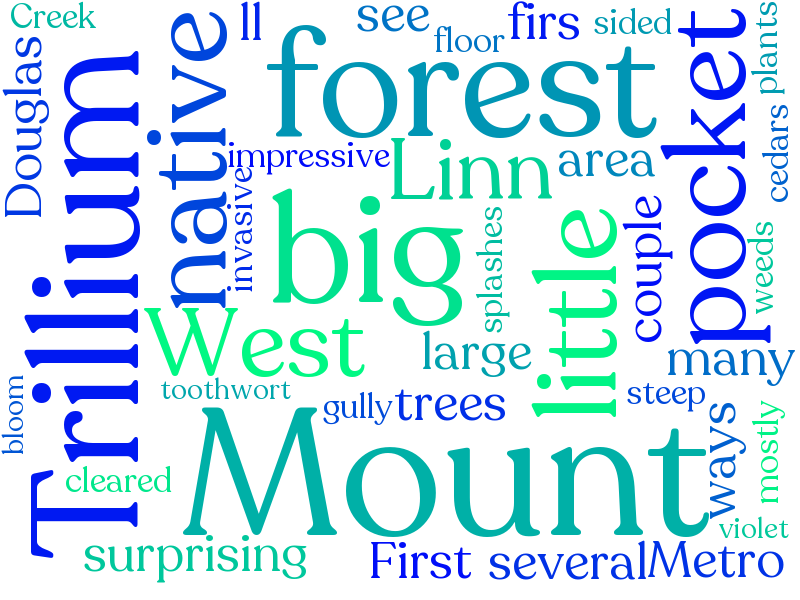 Creek
ll
see
floor
firs
sided
plants
Douglas
native
forest
pocket
Trillium
impressive
Linn
area
cedars
invasive
big
splashes
little
couple
weeds
West
large
many
toothwort
gully
trees
steep
bloom
Mount
ways
mostly
cleared
violet
surprising
First
several
Metro